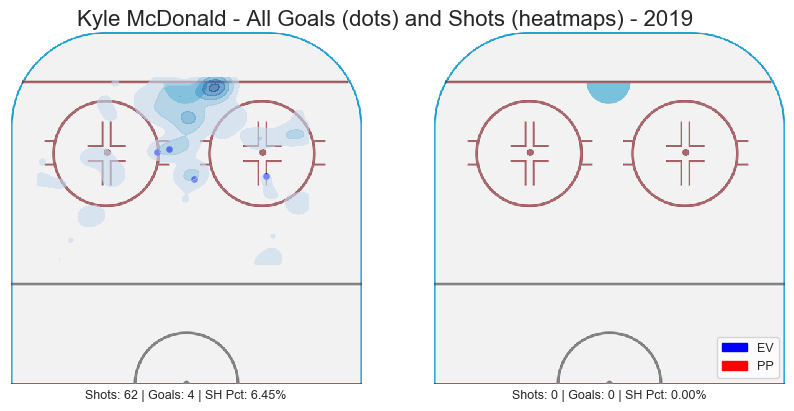 Kyle McDonald - All Goals (dots) and Shots (heatmaps) - 2019
EV
PP
Shots: 62 | Goals: 4 | SH Pct: 6.45%
Shots: 0 | Goals: 0 | SH Pct: 0.00%